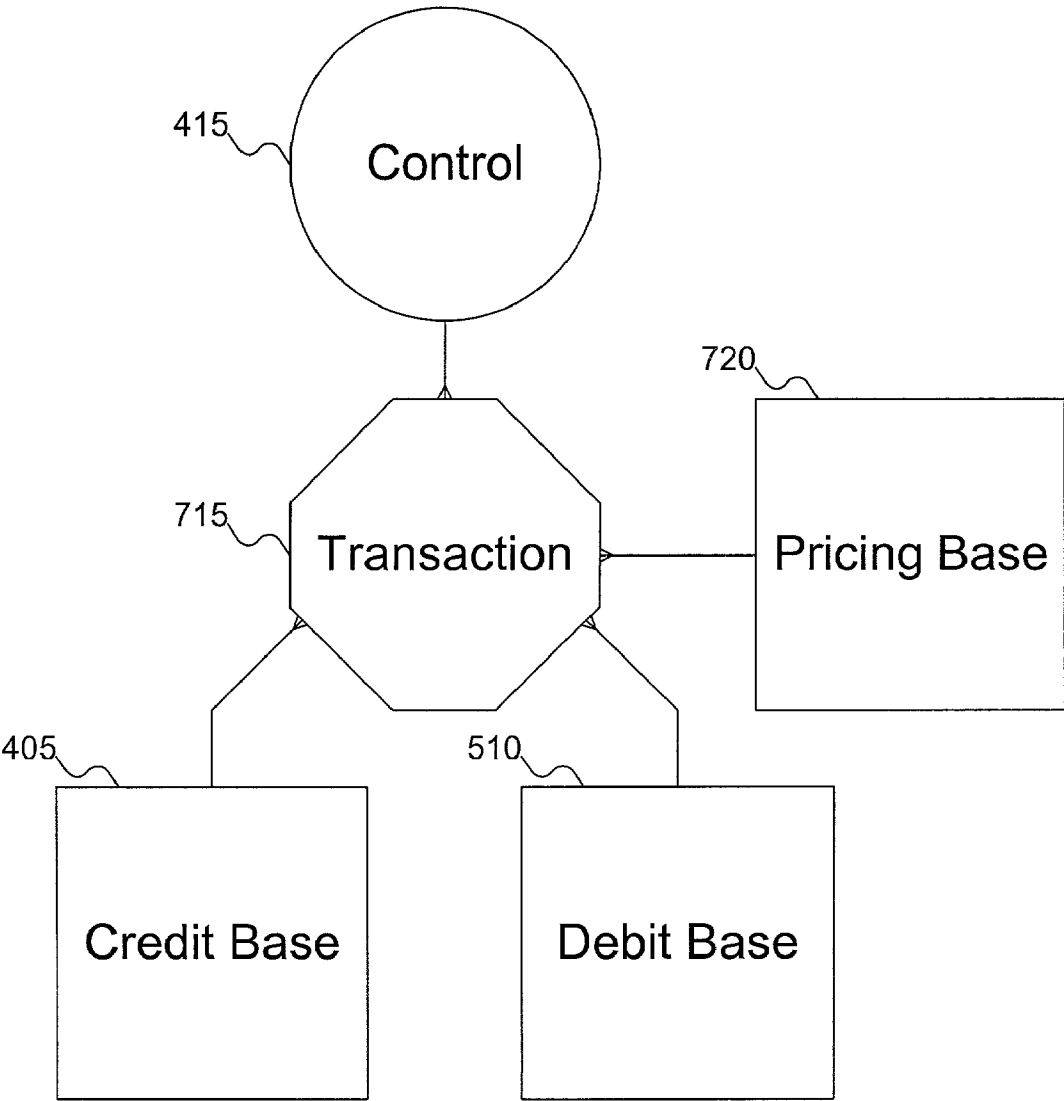 415
Control
720
715
Transaction
Pricing Base
405
510
Credit Base
Debit Base